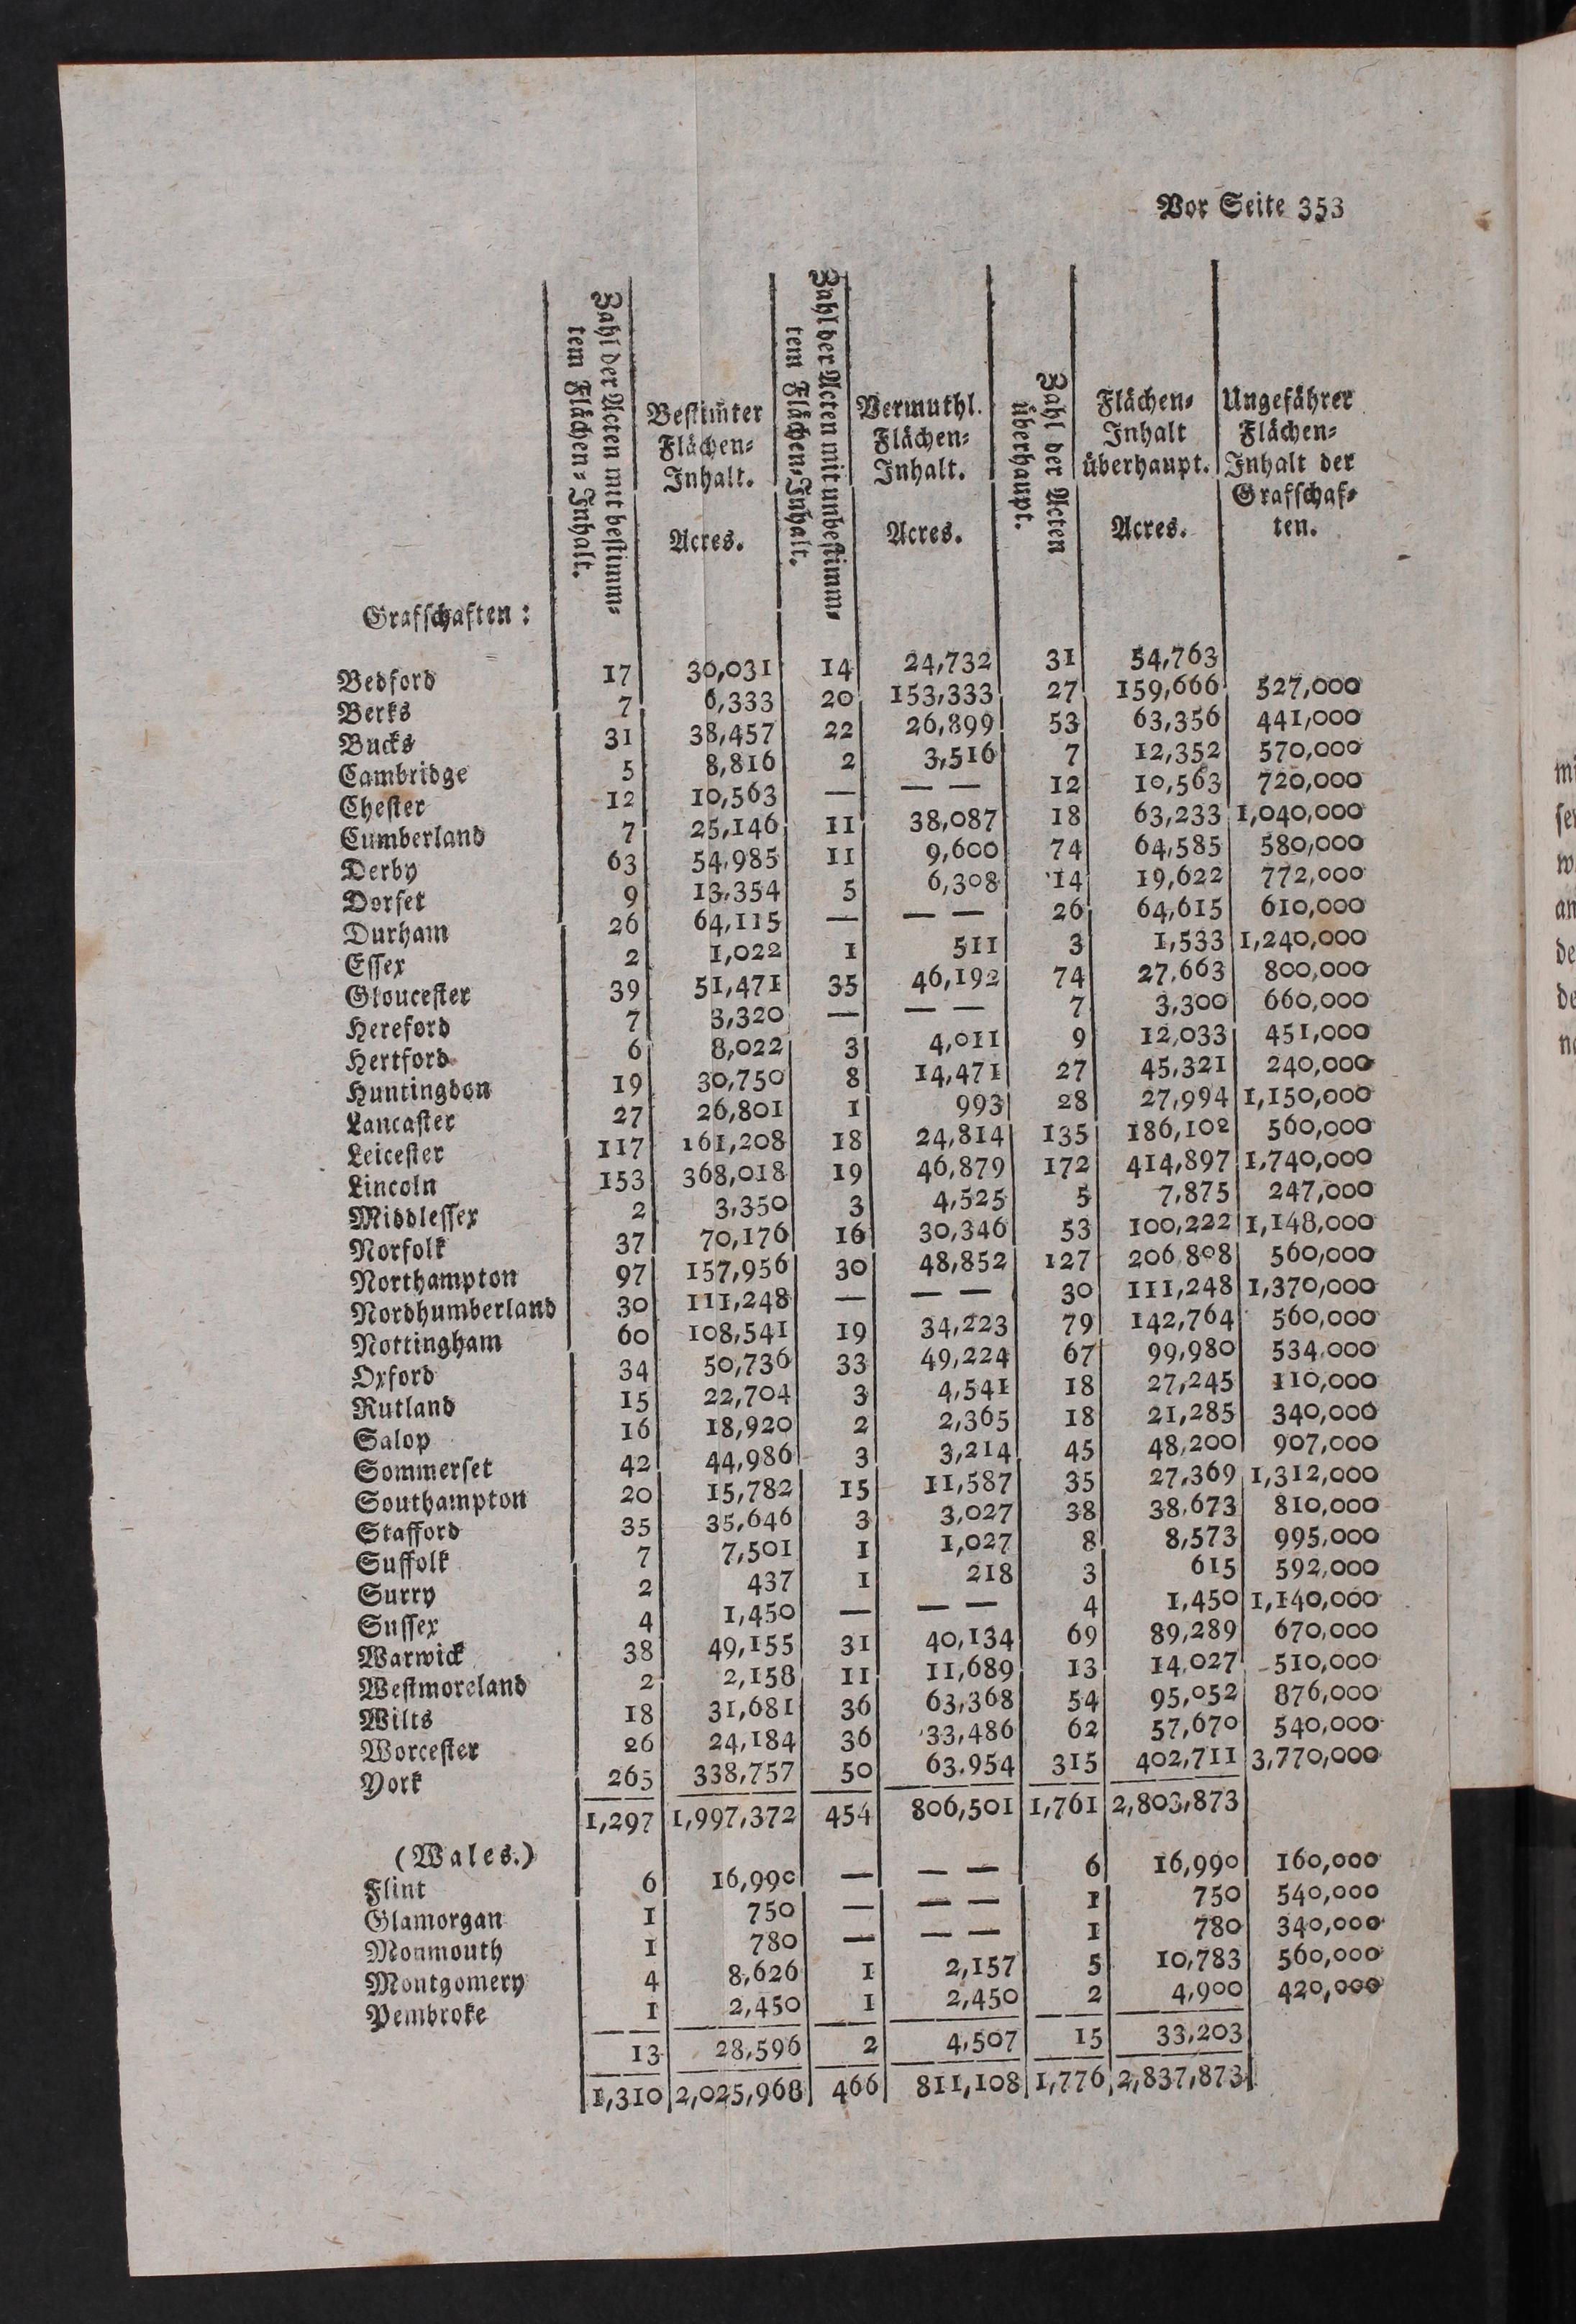 Vor Seite 353
Grafschaften:
Zahl der Acten mit bestimm-
tem Flächen-Inhalt.
Bestim̃ter
Flächen-
Inhalt.
Acres.
Zahl der Acten mit unbestimm-
tem Flächen-Inhalt.
Vermuthl.
Flächen-
Inhalt.
Acres.
Zahl der Acten
überhaupt.
Flächen-
Inhalt
überhaupt.
Acres.
Ungefährer
Flächen-
Inhalt der
Grafschaf-
ten.
Bedford 17 30,031 14 24,732 31 54,763
Berks 7 6,333 20 153,333 27 159,666 527,000
Bucks 31 38,457 22 26,899 53 63,356 441,000
Cambridge 5 8,816 2 3,516 7 12,352 570,000
Chester 12 10,563 — — — 12 10,563 720,000
Cumberland 7 25,146 11 38,087 18 63,233 1,040,000
Derby 63 54,985 11 9,600 74 64,585 580,000
Dorset 9 13,354 5 6,308 14 19,622 772,000
Durham 26 64,115 — — — 26 64,615 610,000
Essex 2 1,022 1 511 3 1,533 1,240,000
Gloucester 39 51,471 35 46,192 74 27,663 800,000
Hereford 7 3,320 — — — 7 3,300 660,000
Hertford 6 8,022 3 4,011 9 12,033 451,000
Huntingdon 19 30,750 8 14,471 27 45,321 240,000
Lancaster 27 26,801 1 993 28 27,994 1,150,000
Leicester 117 161,208 18 24,814 135 186,102 560,000
Lincoln 153 368,018 19 46,879 172 414,897 1,740,000
Middlessex 2 3,350 3 4,525 5 7,875 247,000
Norfolk 37 70,176 16 30,346 53 100,222 1,148,000
Northampton 97 157,956 30 48,852 127 206,808 560,000
Nordhumberland 30 111,248 — — — 30 111,248 1,370,000
Nottingham 60 108,541 19 34,223 79 142,764 560,000
Oxford 34 50,736 33 49,224 67 99,980 534,000
Rutland 15 22,704 3 4,541 18 27,245 110,000
Salop 16 18,920 2 2,365 18 21,285 340,000
Sommerset 42 44,986 3 3,214 45 48,200 907,000
Southampton 20 15,782 15 11,587 35 27,369 1,312,000
Stafford 35 35,646 3 3,027 38 38,673 810,000
Suffolk 7 7,501 1 1,027 8 8,573 995,000
Surry 2 437 1 218 3 615 592,000
Sussex 4 1,450 — — — 4 1,450 1,140,000
Warwick 38 49,155 31 40,134 69 89,289 670,000
Westmoreland 2 2,158 11 11,689 13 14,027 510,000
Wilts 18 31,681 36 63,368 54 95,052 876,000
Worcester 26 24,184 36 33,486 62 57,670 540,000
York 265 338,757 50 63,954 315 402,711 3,770,000
1,297 1,997,372 454 806,501 1,761 2,803,873
(Wales.)
Flint 6 16,990 — — — 6 16,990 160,000
Glamorgan 1 750 — — — 1 750 540,000
Monmouth 1 780 — — — 1 780 340,000
Montgomery 4 8,626 1 2,157 5 10,783 560,000
Pembroke 1 2,450 1 2,450 2 4,900 420,000
13 28,596 2 4,507 15 33,203
1,310 2,025,968 466 811,108 1,776 2,837,873